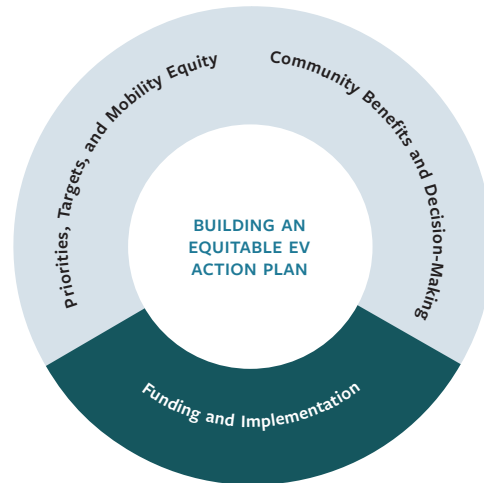 Priorities, Targets, and Mobility Equity
Community Benefits and Decision-Making
BUILDING AN
EQUITABLE EV
ACTION PLAN
Funding and Implementation